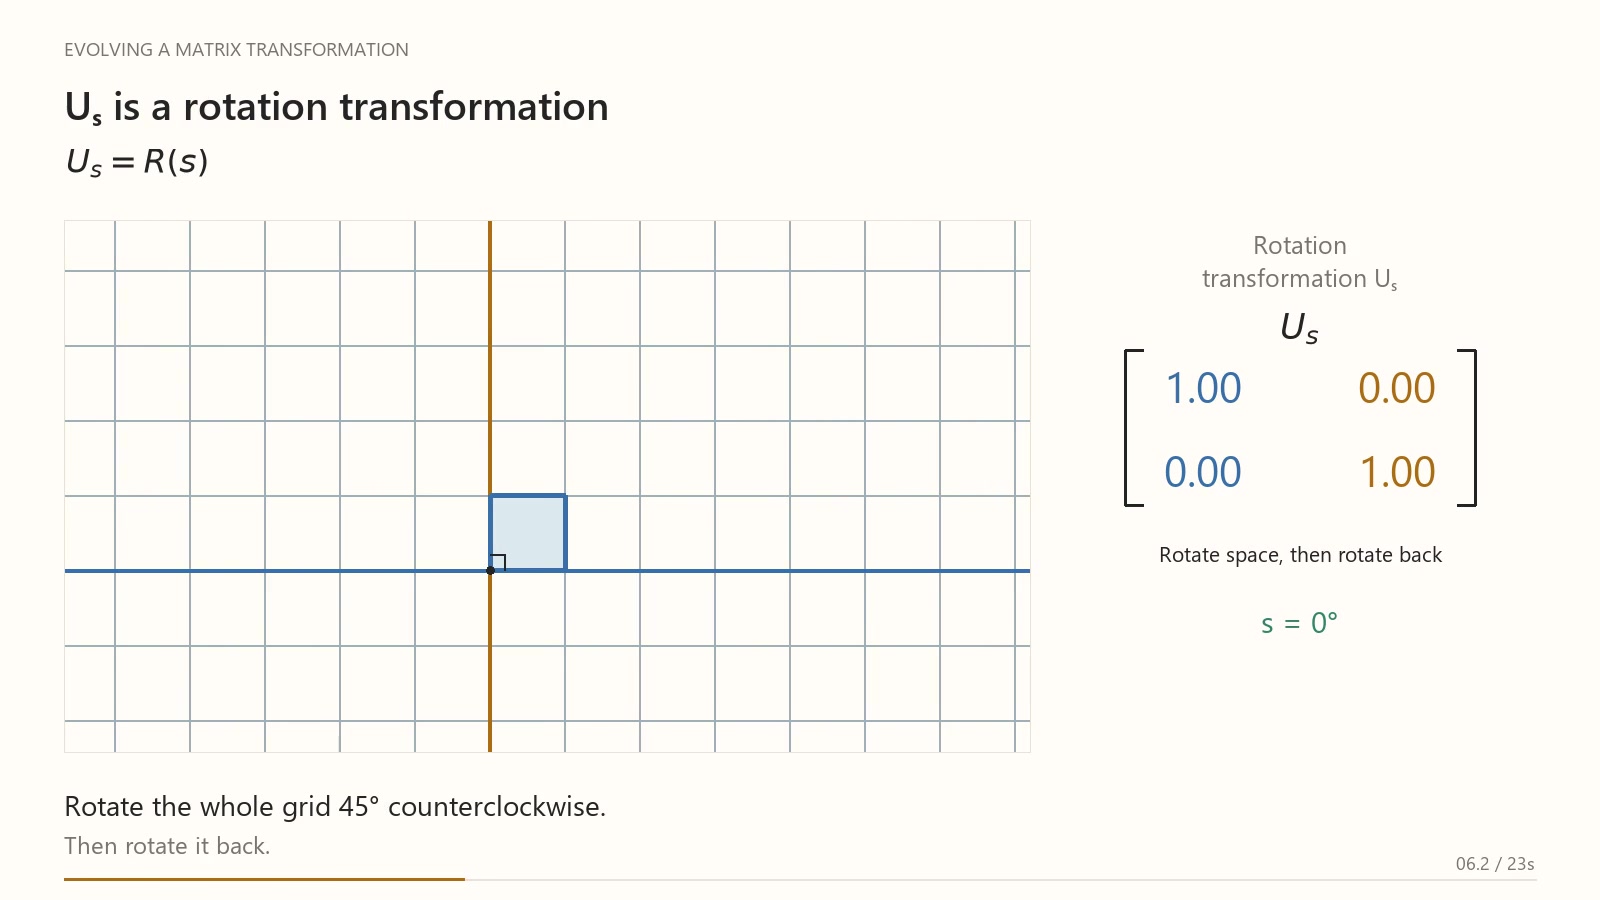 EVOLVING A MATRIX TRANSFORMATION
Uₛ is a rotation transformation
Uₛ = R(s)
Rotation
transformation Uₛ
Uₛ
1.00 0.00
0.00 1.00
Rotate space, then rotate back
s = 0°
Rotate the whole grid 45° counterclockwise.
Then rotate it back.
06.2 / 23s